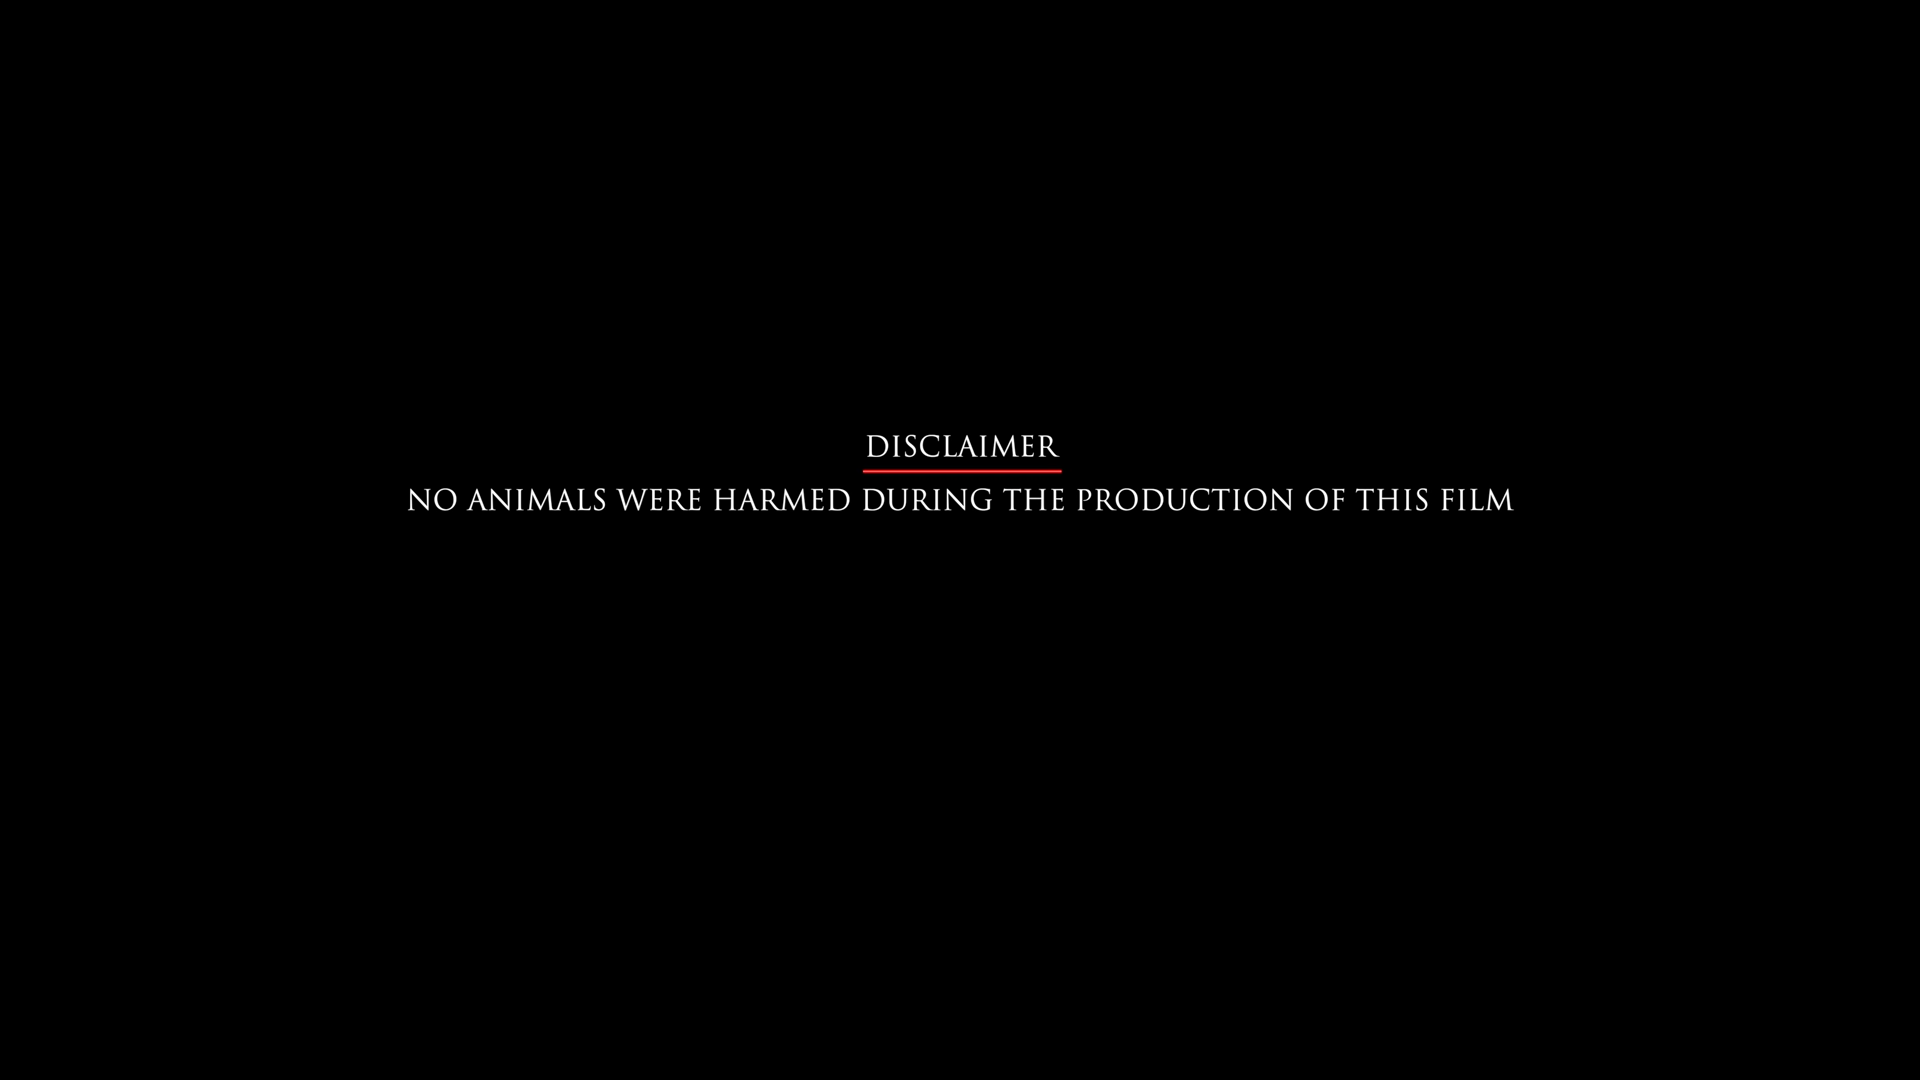 DISCLAIMER
NO ANIMALS WERE HARMED DURING THE PRODUCTION OF THIS FILM